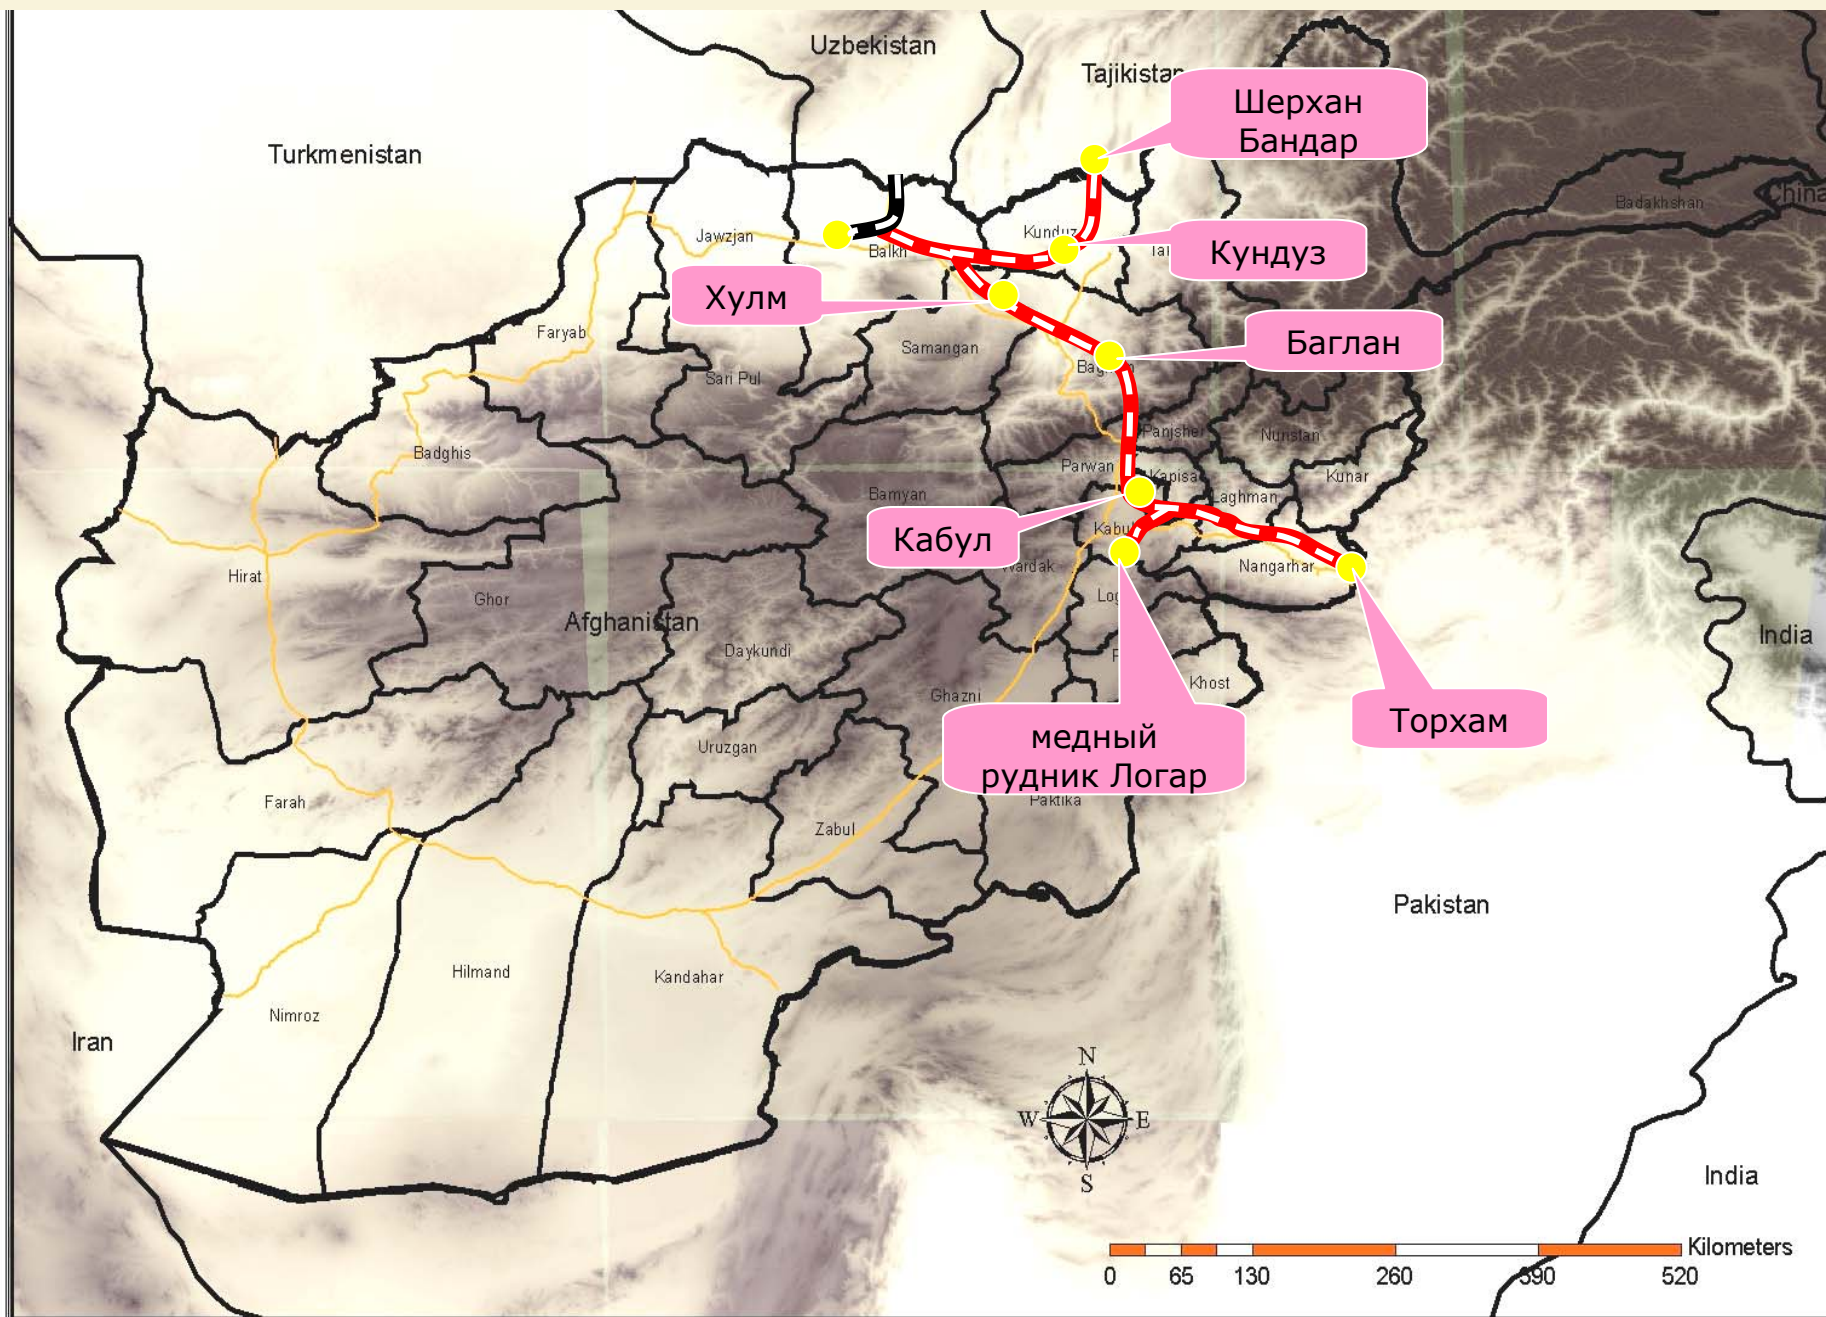 Uzbekistan
Tajikistan
Шерхан
Бандар
Turkmenistan
China
Badakhshan
Jawzjan
Kunduz
Balkh
Кундуз
Хулм
Faryab
Samangan
Баглан
Sari Pul
Panjsher
Nuristan
Badghis
Parwan
Kapisa
Kunar
Bamyan
Laghman
Кабул
Kabul
Wardak
Nangarhar
Hirat
Ghor
Afghanistan
India
Daykundi
Khost
Ghazni
медный
рудник Логар
Торхам
Uruzgan
Farah
Paktika
Zabul
Pakistan
Hilmand
Kandahar
Nimroz
Iran
N
W
E
S
India
Kilometers
0 65 130 260 390 520